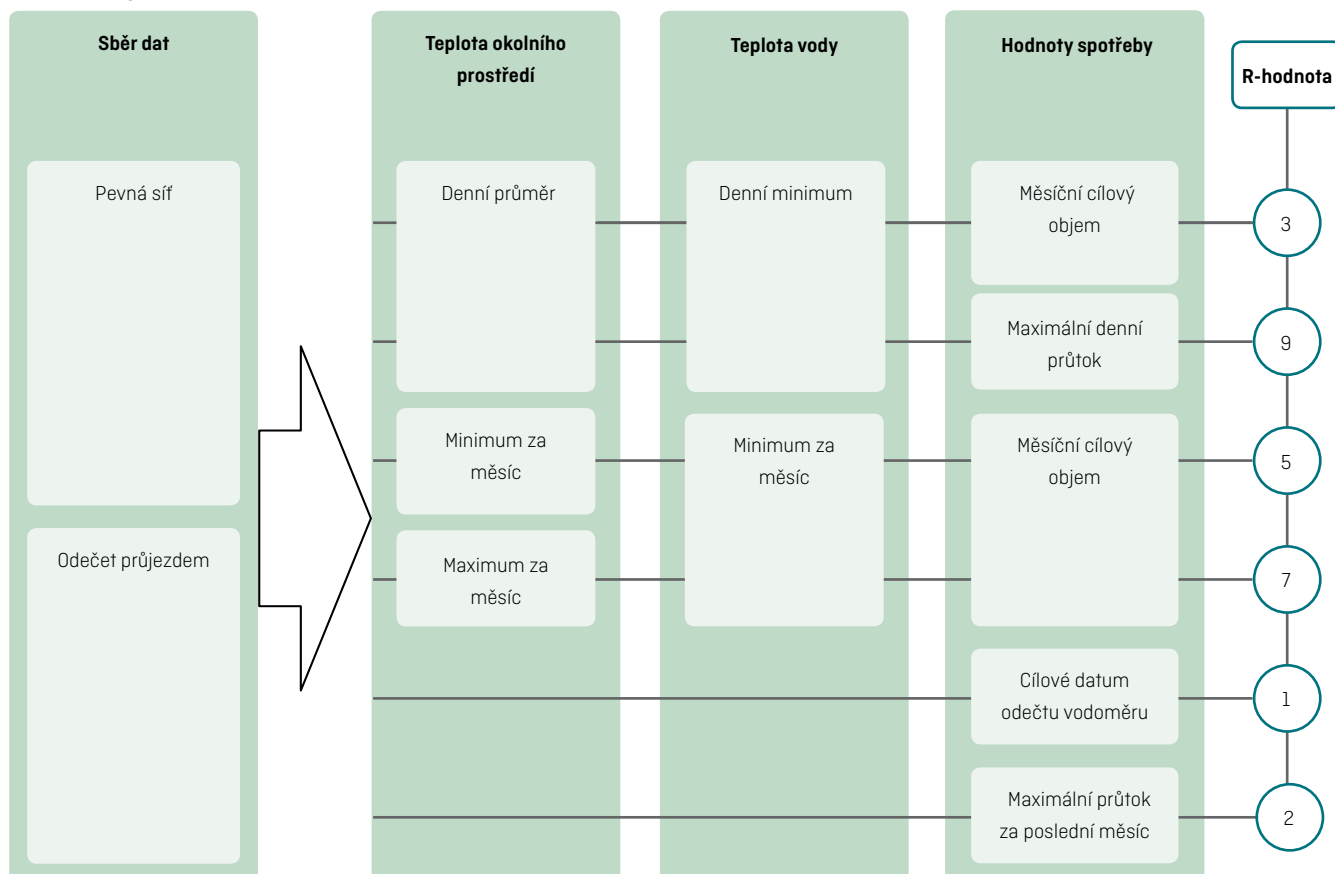 Sběr dat
Teplota okolního
prostředí
Teplota vody
Hodnoty spotřeby
R-hodnota
Pevná síť
Odečet průjezdem
Denní průměr
Minimum za
měsíc
Maximum za
měsíc
Denní minimum
Minimum za
měsíc
Měsíční cílový
objem
Maximální denní
průtok
Měsíční cílový
objem
Cílové datum
odečtu vodoměru
Maximální průtok
za poslední měsíc
3
9
5
7
1
2